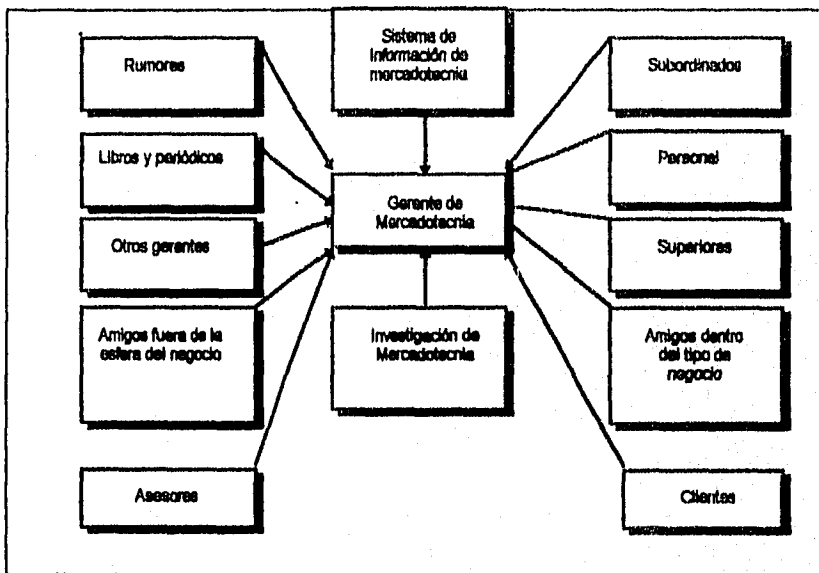 Rumores
Sistema de
Información de
mercadotecnia
Subordinados
Libros y periódicos
Personal
Gerente de
Mercadotecnia
Otros gerentes
Superiores
Amigos fuera de la
esfera del negocio
Investigación de
Mercadotecnia
Amigos dentro
del tipo de
negocio
Asesores
Clientes